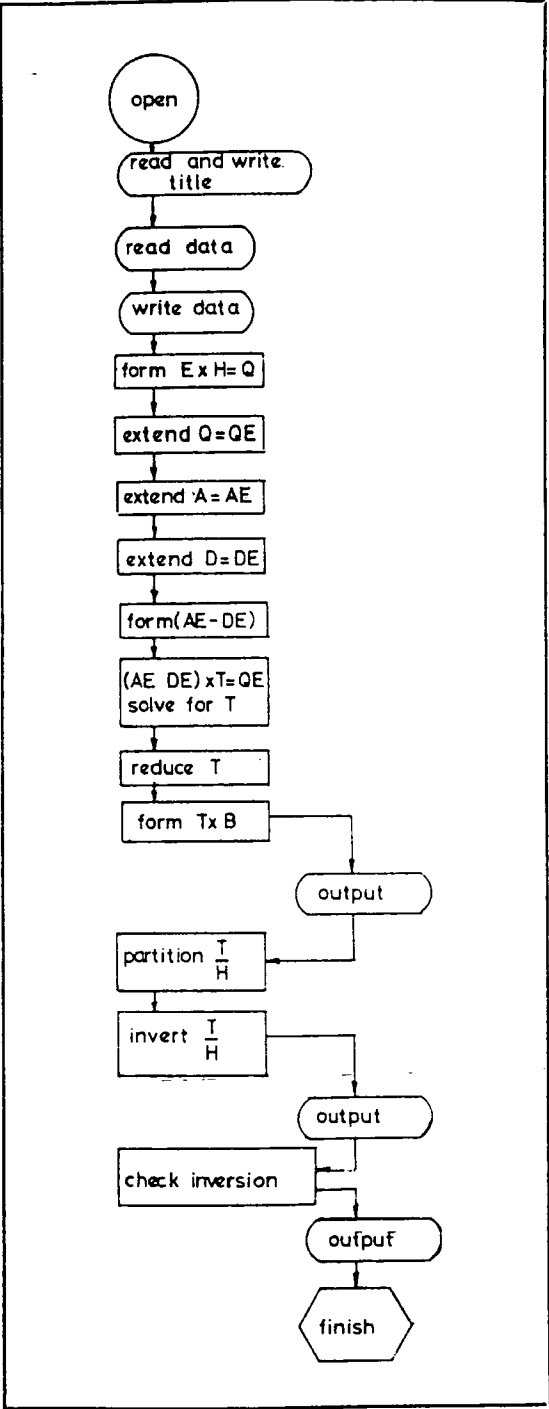 open
read and write.
title
read data
write data
form E x H = Q
extend Q = QE
extend A = AE
extend D = DE
form (AE - DE)
(AE DE) x T = QE
solve for T
reduce T
form T x B
output
partition T/H
invert T/H
output
check inversion
output
finish